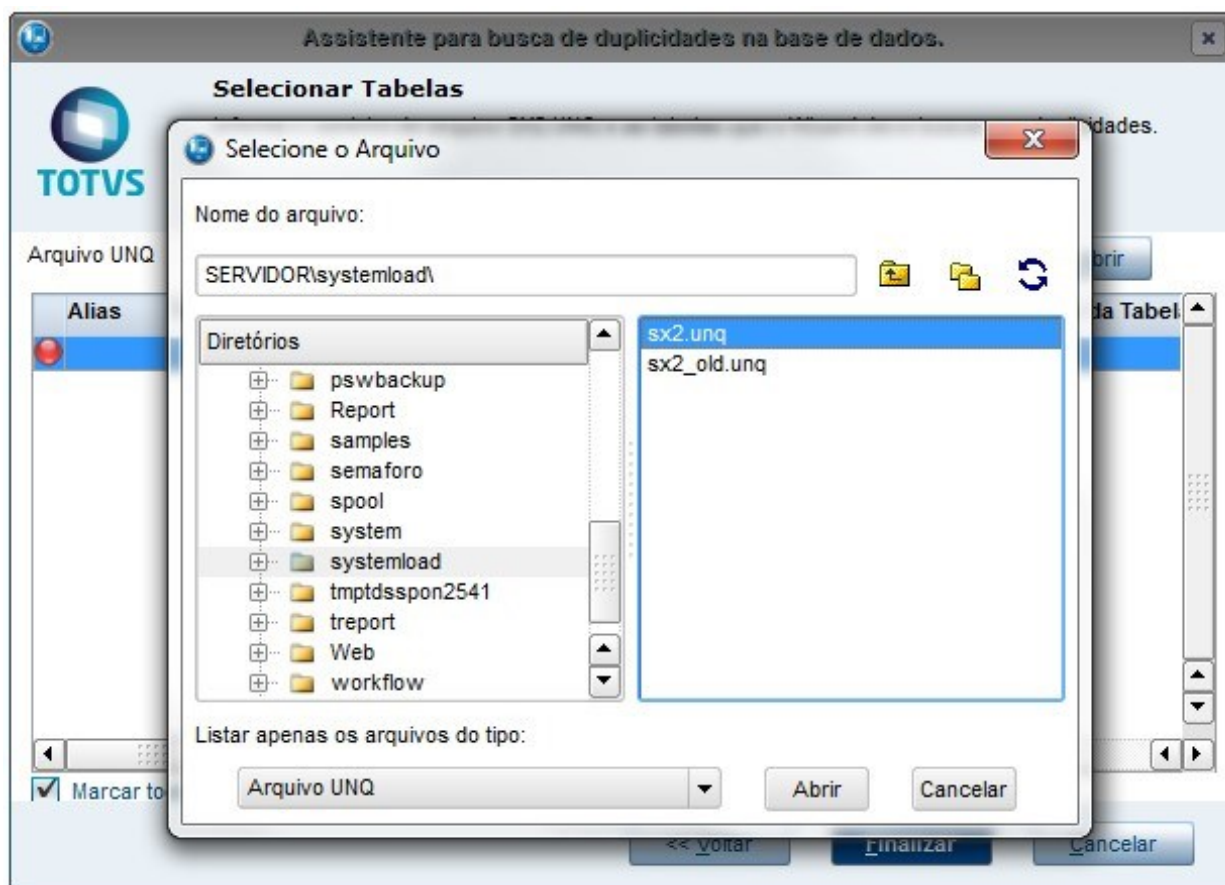 Assistente para busca de duplicidades na base de dados.
Selecionar Tabelas
idades.
TOTVS
Selecione o Arquivo
Nome do arquivo:
SERVIDOR\systemload\
Arquivo UNQ
brir
Alias
da Tabel
Diretórios
pswbackup
Report
samples
semaforo
spool
system
systemload
tmptdsspon2541
treport
Web
workflow
sx2.unq
sx2_old.unq
Listar apenas os arquivos do tipo:
Arquivo UNQ
Abrir
Cancelar
Marcar to
<< Voltar
Finalizar
Cancelar